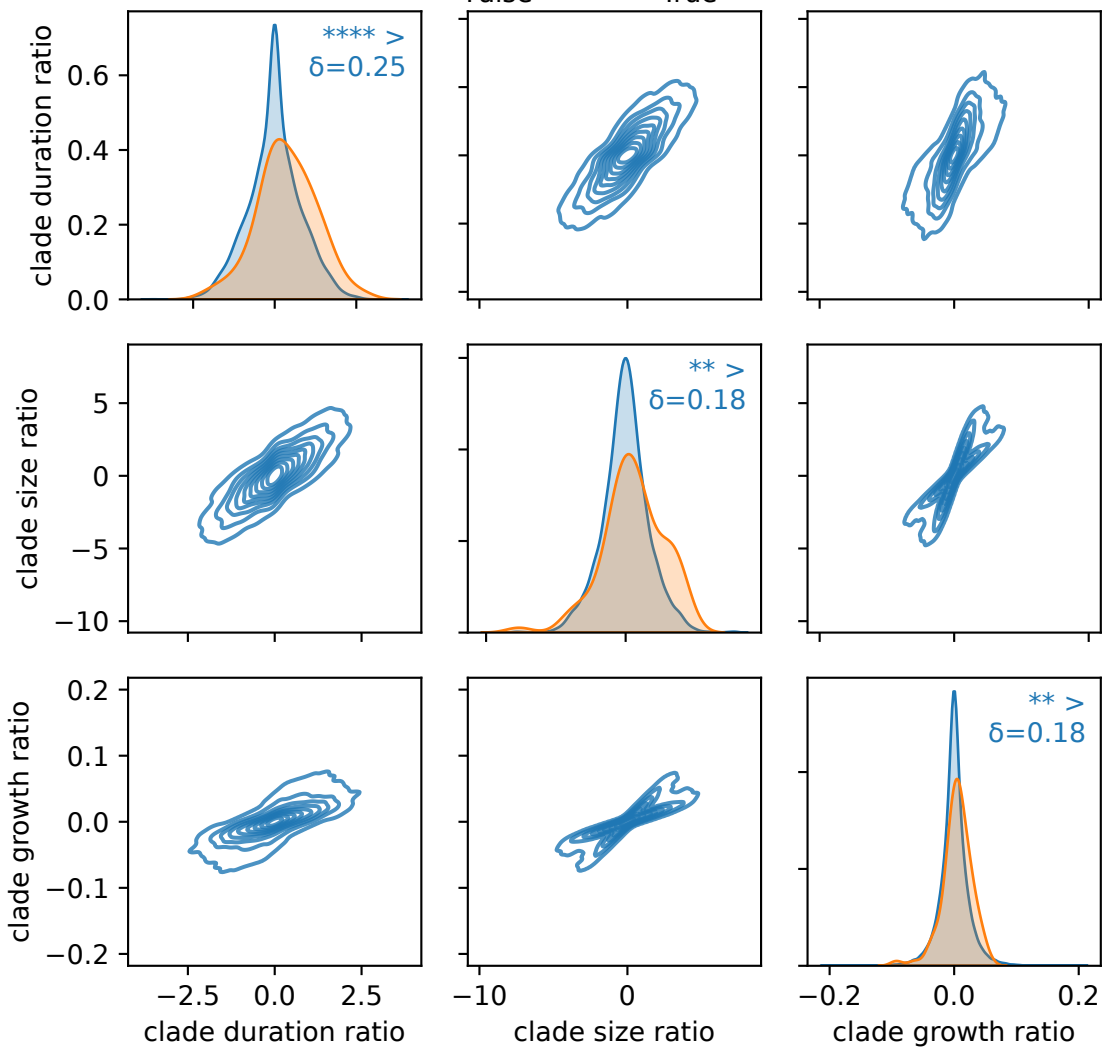 **** >
δ=0.25
clade duration ratio
0.6
0.4
0.2
0.0
** >
δ=0.18
clade size ratio
5
0
−5
−10
** >
δ=0.18
clade growth ratio
0.2
0.1
0.0
−0.1
−0.2
−2.5 0.0 2.5
−10 0
−0.2 0.0 0.2
clade duration ratio
clade size ratio
clade growth ratio